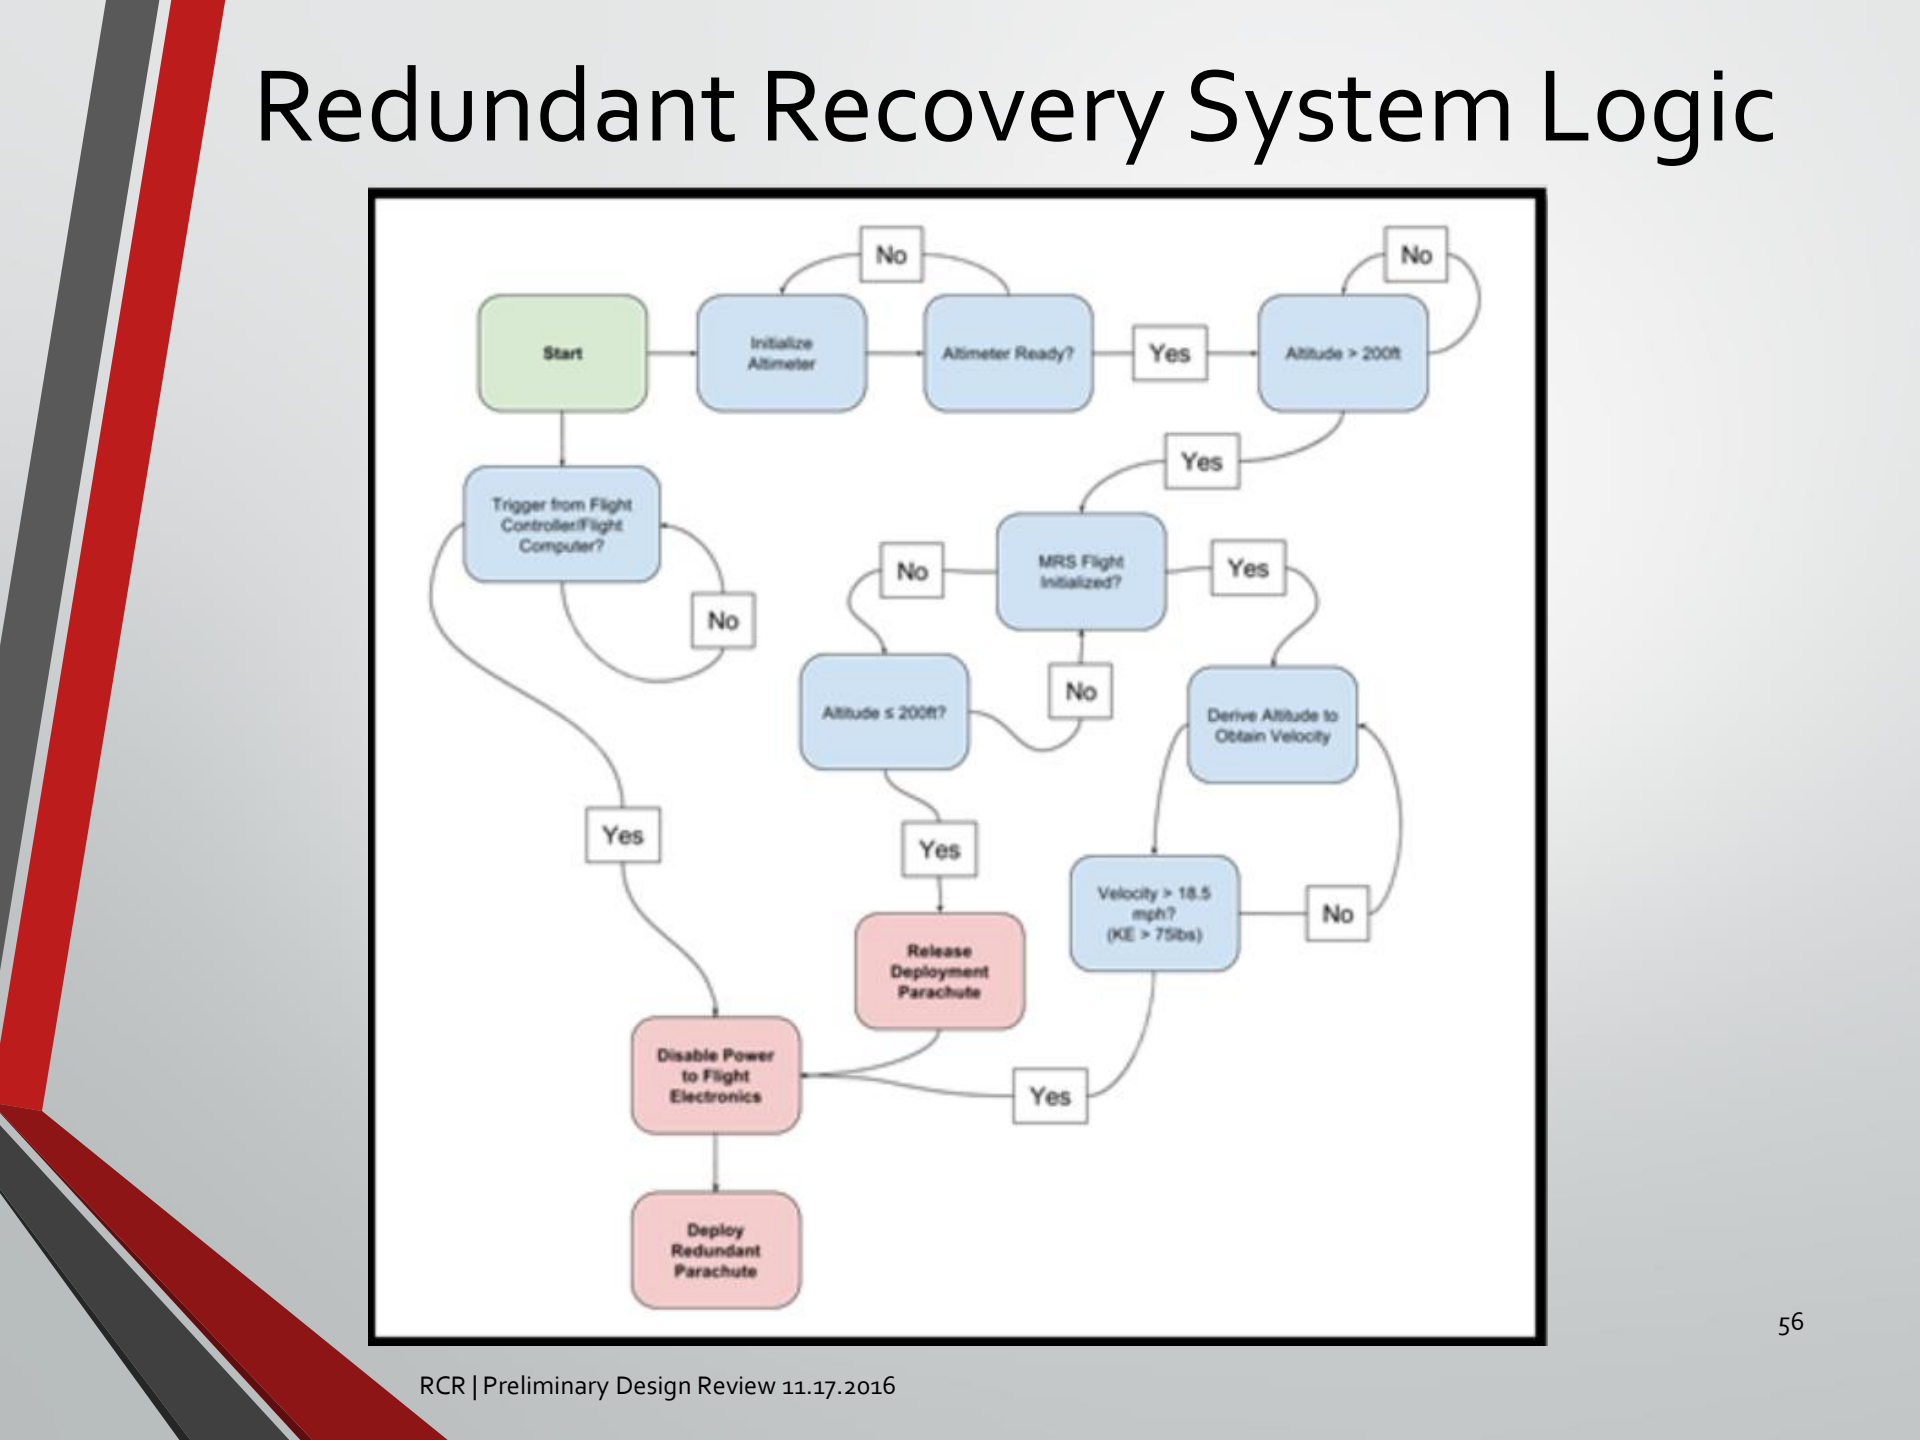 Redundant Recovery System Logic
No
No
Start
Initialize
Altimeter
Altimeter Ready?
Yes
Altitude > 200ft
Yes
Trigger from Flight
Controller/Flight
Computer?
No
No
MRS Flight
Initialized?
Yes
Altitude ≤ 200ft?
No
Derive Altitude to
Obtain Velocity
Yes
Yes
Velocity > 18.5
mph?
(KE > 75lbs)
No
Release
Deployment
Parachute
Disable Power
to Flight
Electronics
Yes
Deploy
Redundant
Parachute
56
RCR | Preliminary Design Review 11.17.2016